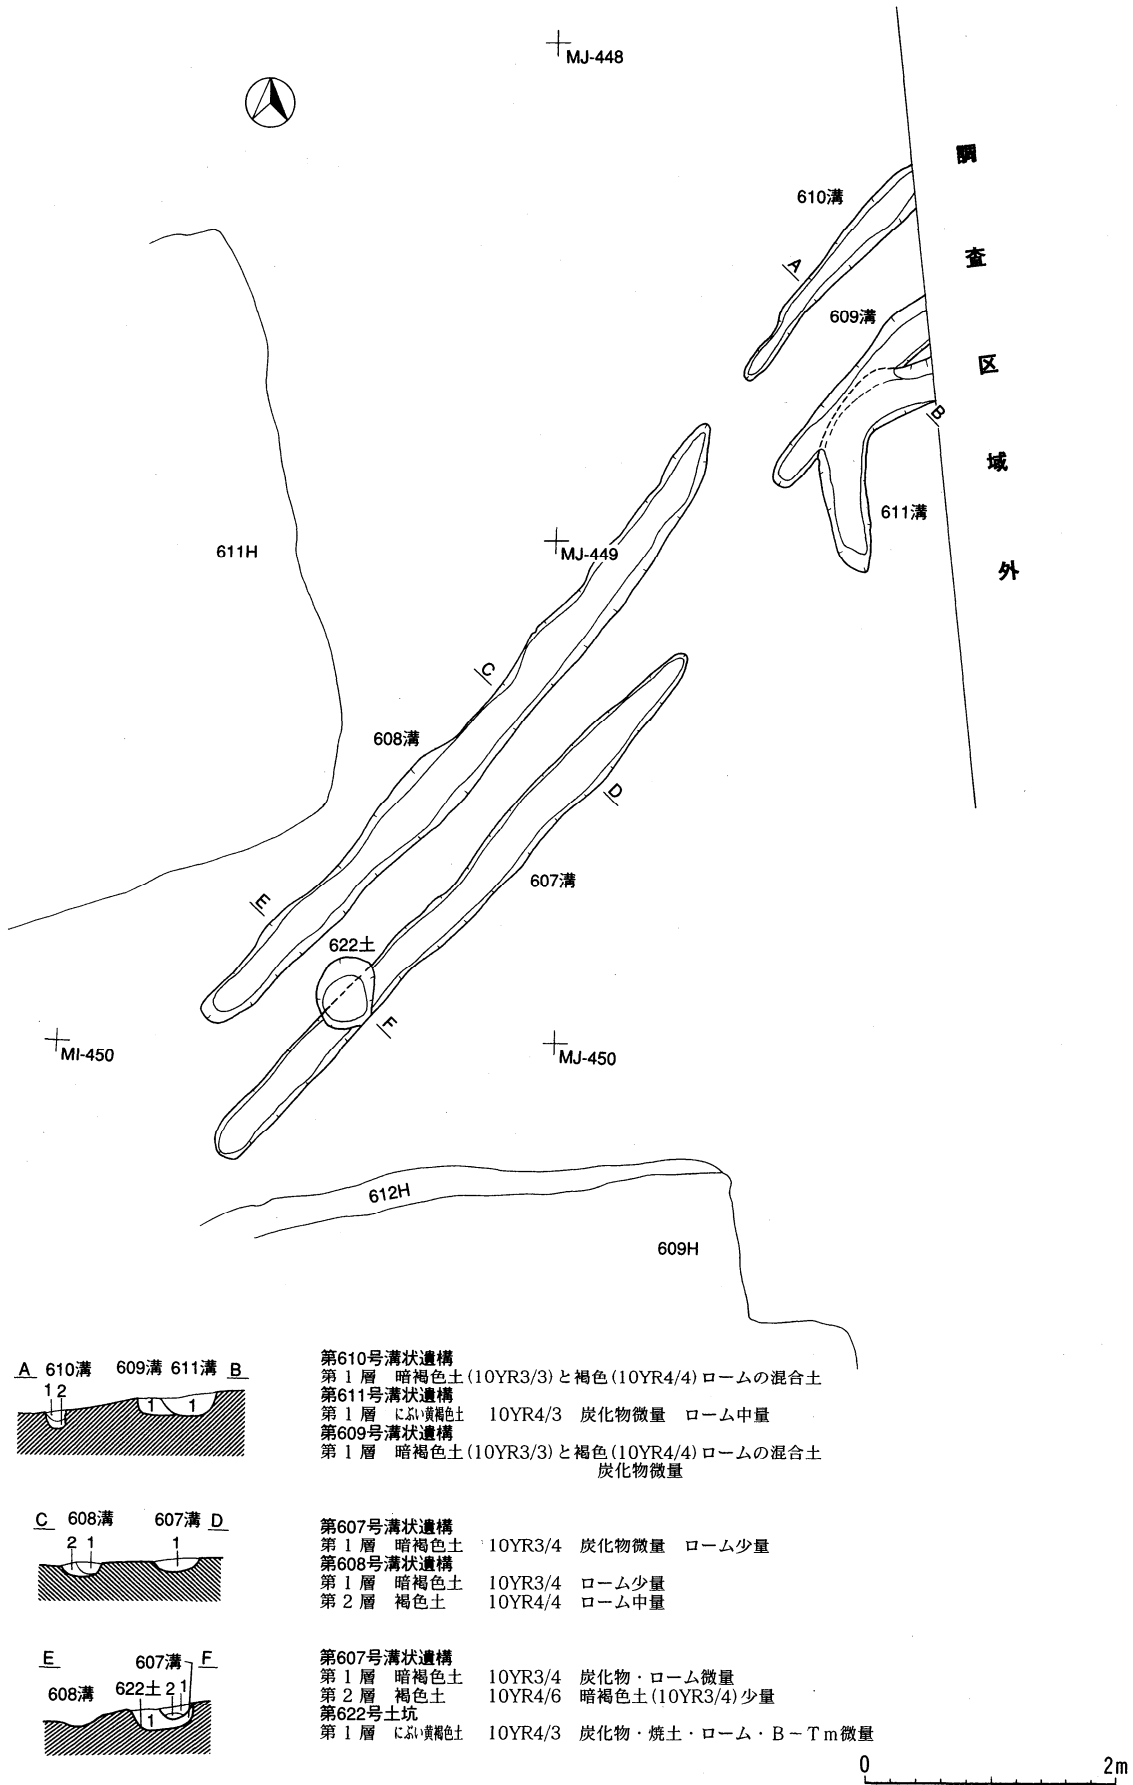 MJ-448
調査区域外
610溝
A
609溝
B
611溝
611H
MJ-449
C
608溝
D
607溝
E
622土
F
MI-450
MJ-450
612H
609H
A 610溝 609溝 611溝 B
1 2
1 1
第610号溝状遺構
第1層 暗褐色土(10YR3/3)と褐色(10YR4/4)ロームの混合土
第611号溝状遺構
第1層 にぶい黄褐色土 10YR4/3 炭化物微量 ローム中量
第609号溝状遺構
第1層 暗褐色土(10YR3/3)と褐色(10YR4/4)ロームの混合土
炭化物微量
C 608溝 607溝 D
2 1 1
第607号溝状遺構
第1層 暗褐色土 10YR3/4 炭化物微量 ローム少量
第608号溝状遺構
第1層 暗褐色土 10YR3/4 ローム少量
第2層 褐色土 10YR4/4 ローム中量
E 607溝 F
608溝 622土 2 1
1
第607号溝状遺構
第1層 暗褐色土 10YR3/4 炭化物・ローム微量
第2層 褐色土 10YR4/6 暗褐色土(10YR3/4)少量
第622号土坑
第1層 にぶい黄褐色土 10YR4/3 炭化物・焼土・ローム・B－Tm微量
0 2m